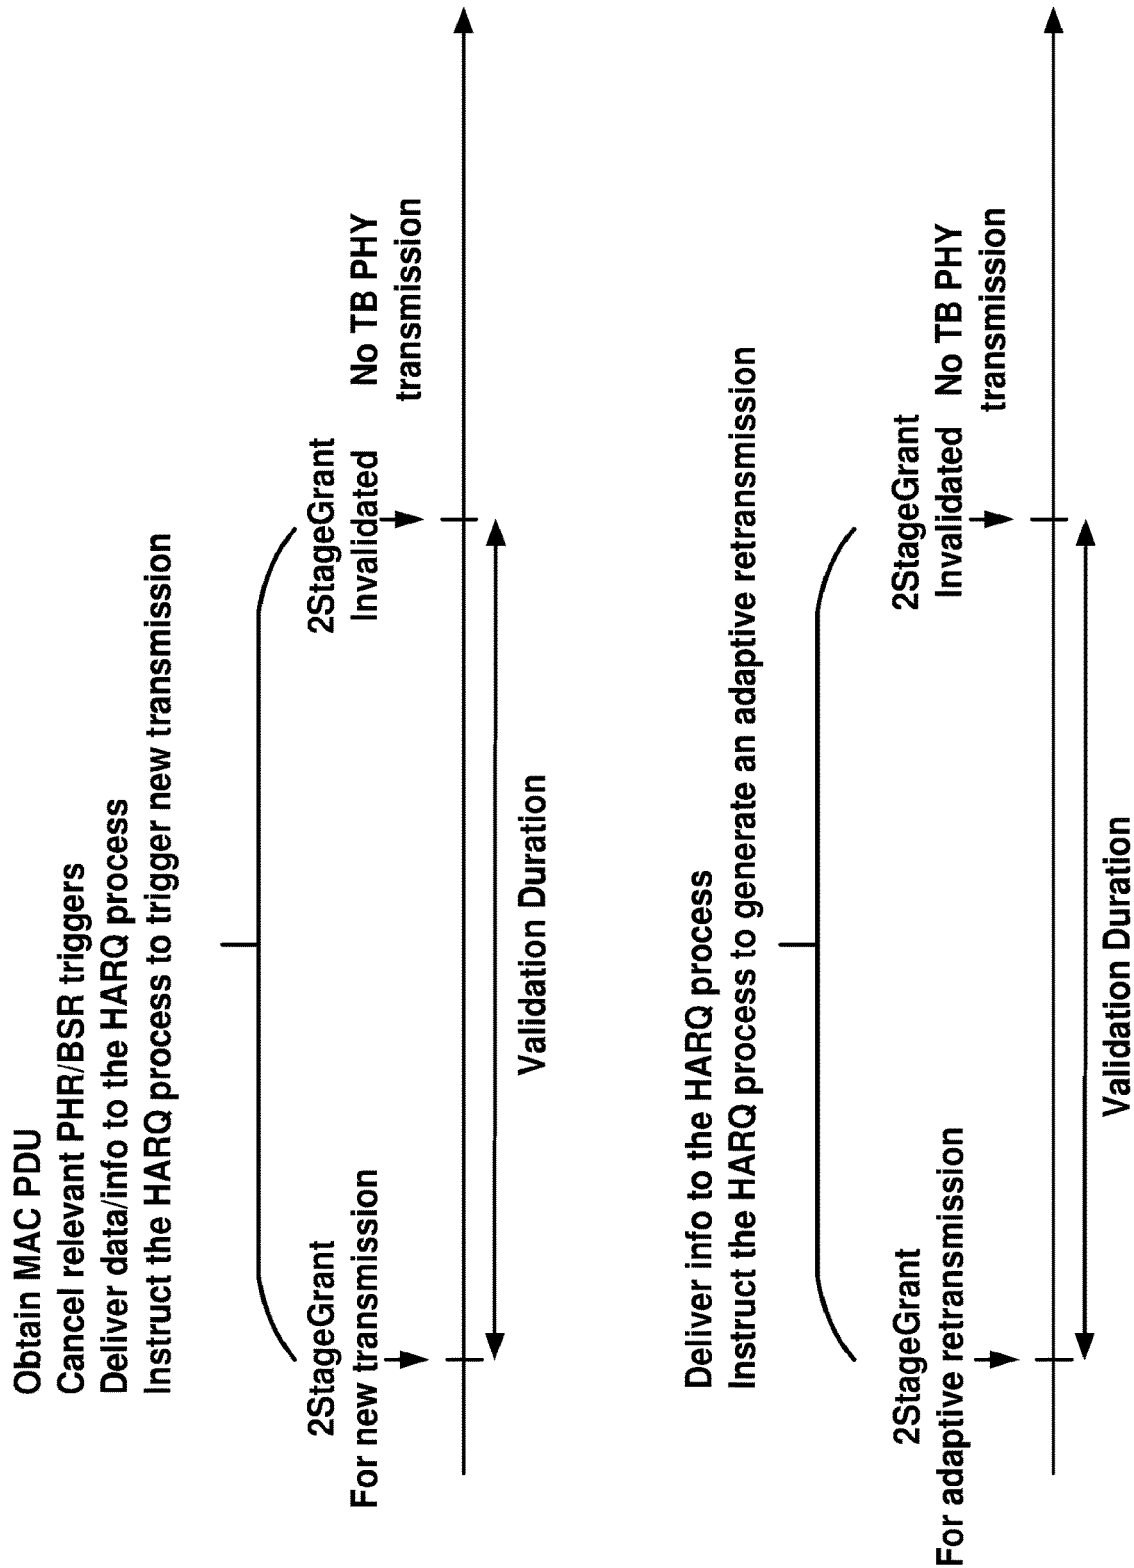 Obtain MAC PDU
Cancel relevant PHR/BSR triggers
Deliver data/info to the HARQ process
Instruct the HARQ process to trigger new transmission
2StageGrant
For new transmission
2StageGrant
Invalidated
No TB PHY
transmission
Validation Duration
Deliver info to the HARQ process
Instruct the HARQ process to generate an adaptive retransmission
2StageGrant
For adaptive retransmission
2StageGrant
Invalidated
No TB PHY
transmission
Validation Duration